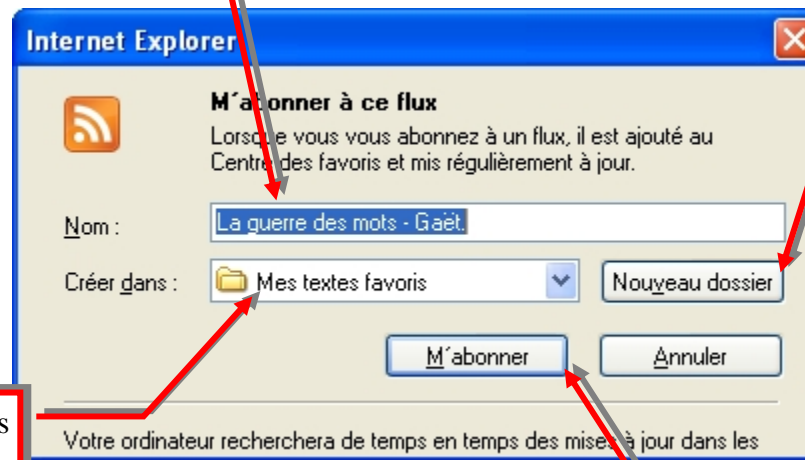 Internet Explorer
M´abonner à ce flux
Lorsque vous vous abonnez à un flux, il est ajouté au
Centre des favoris et mis régulièrement à jour.
Nom :
La guerre des mots - Gaët.
Créer dans :
Mes textes favoris
Nouveau dossier
M´abonner
Annuler
s
Votre ordinateur recherchera de temps en temps des mises à jour dans les